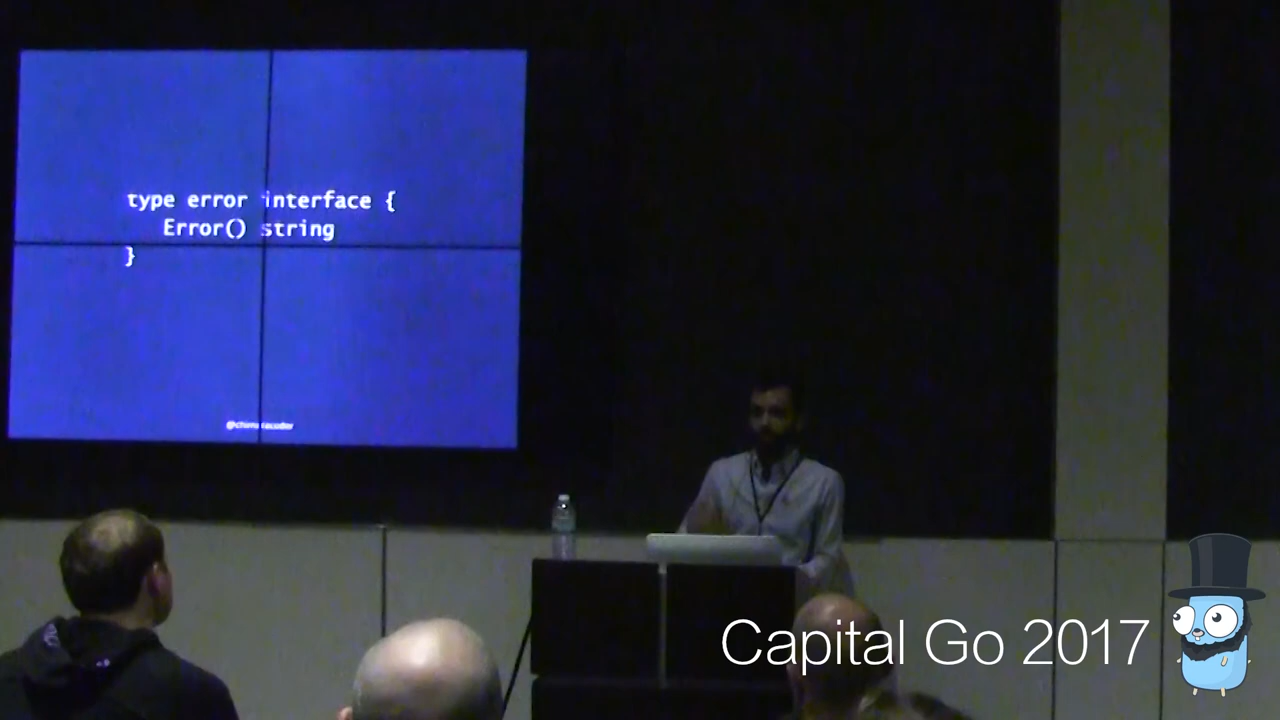 type error interface {
Error() string
}
Capital Go 2017